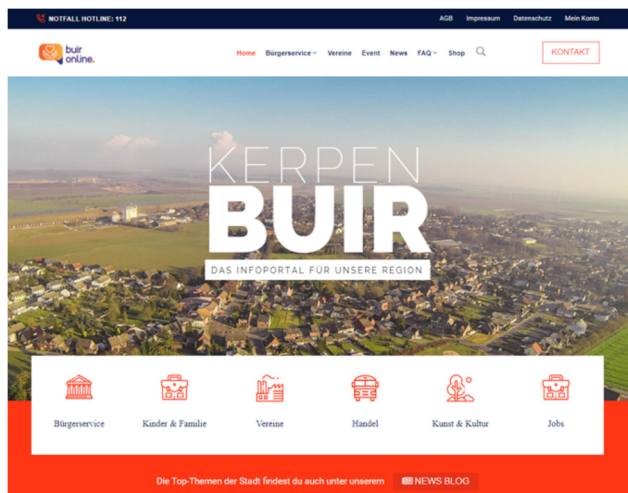 NOTFALL HOTLINE: 112
AGB Impressum Datenschutz Mein Konto
buir
online.
Home Bürgerservice Vereine Event News FAQ Shop
KONTAKT
KERPEN
BUIR
DAS INFOPORTAL FÜR UNSERE REGION
Bürgerservice Kinder & Familie Vereine Handel Kunst & Kultur Jobs
Die Top-Themen der Stadt findest du auch unter unserem NEWS BLOG